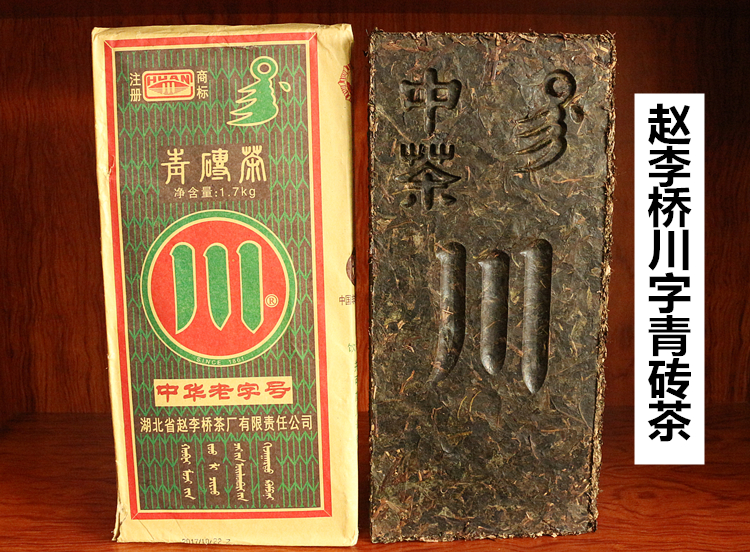 注册
HUAN
商标
青磚茶
净含量:1.7kg
川®
SINCE 1861
中华老字号
湖北省赵李桥茶厂有限责任公司
中茶
川
赵李桥川字青砖茶